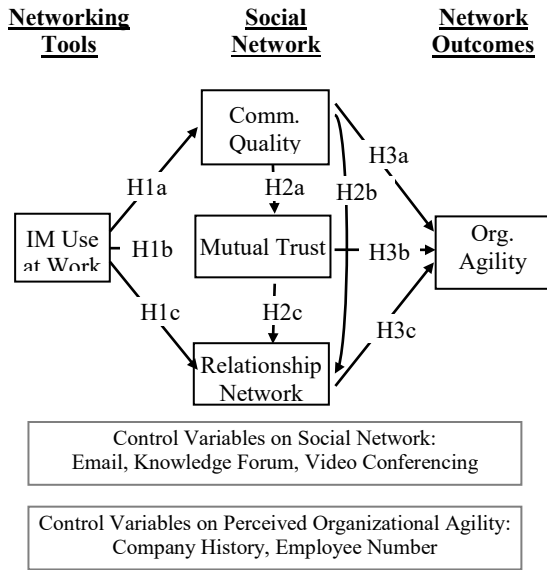 Networking
Tools
Social
Network
Network
Outcomes
Comm.
Quality
H1a
H2a
H2b
H3a
IM Use
at Work
H1b
Mutual Trust
H3b
Org.
Agility
H1c
H2c
H3c
Relationship
Network
Control Variables on Social Network:
Email, Knowledge Forum, Video Conferencing
Control Variables on Perceived Organizational Agility:
Company History, Employee Number